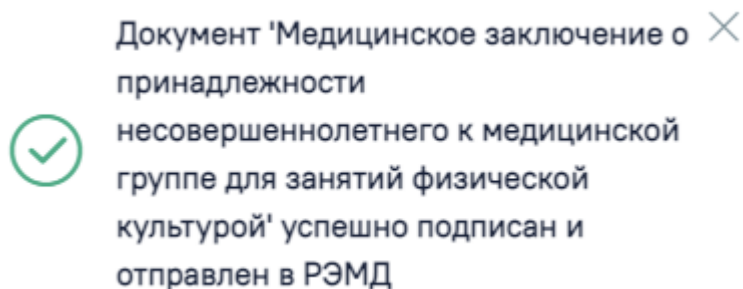 Документ 'Медицинское заключение о
принадлежности
несовершеннолетнего к медицинской
группе для занятий физической
культурой' успешно подписан и
отправлен в РЭМД